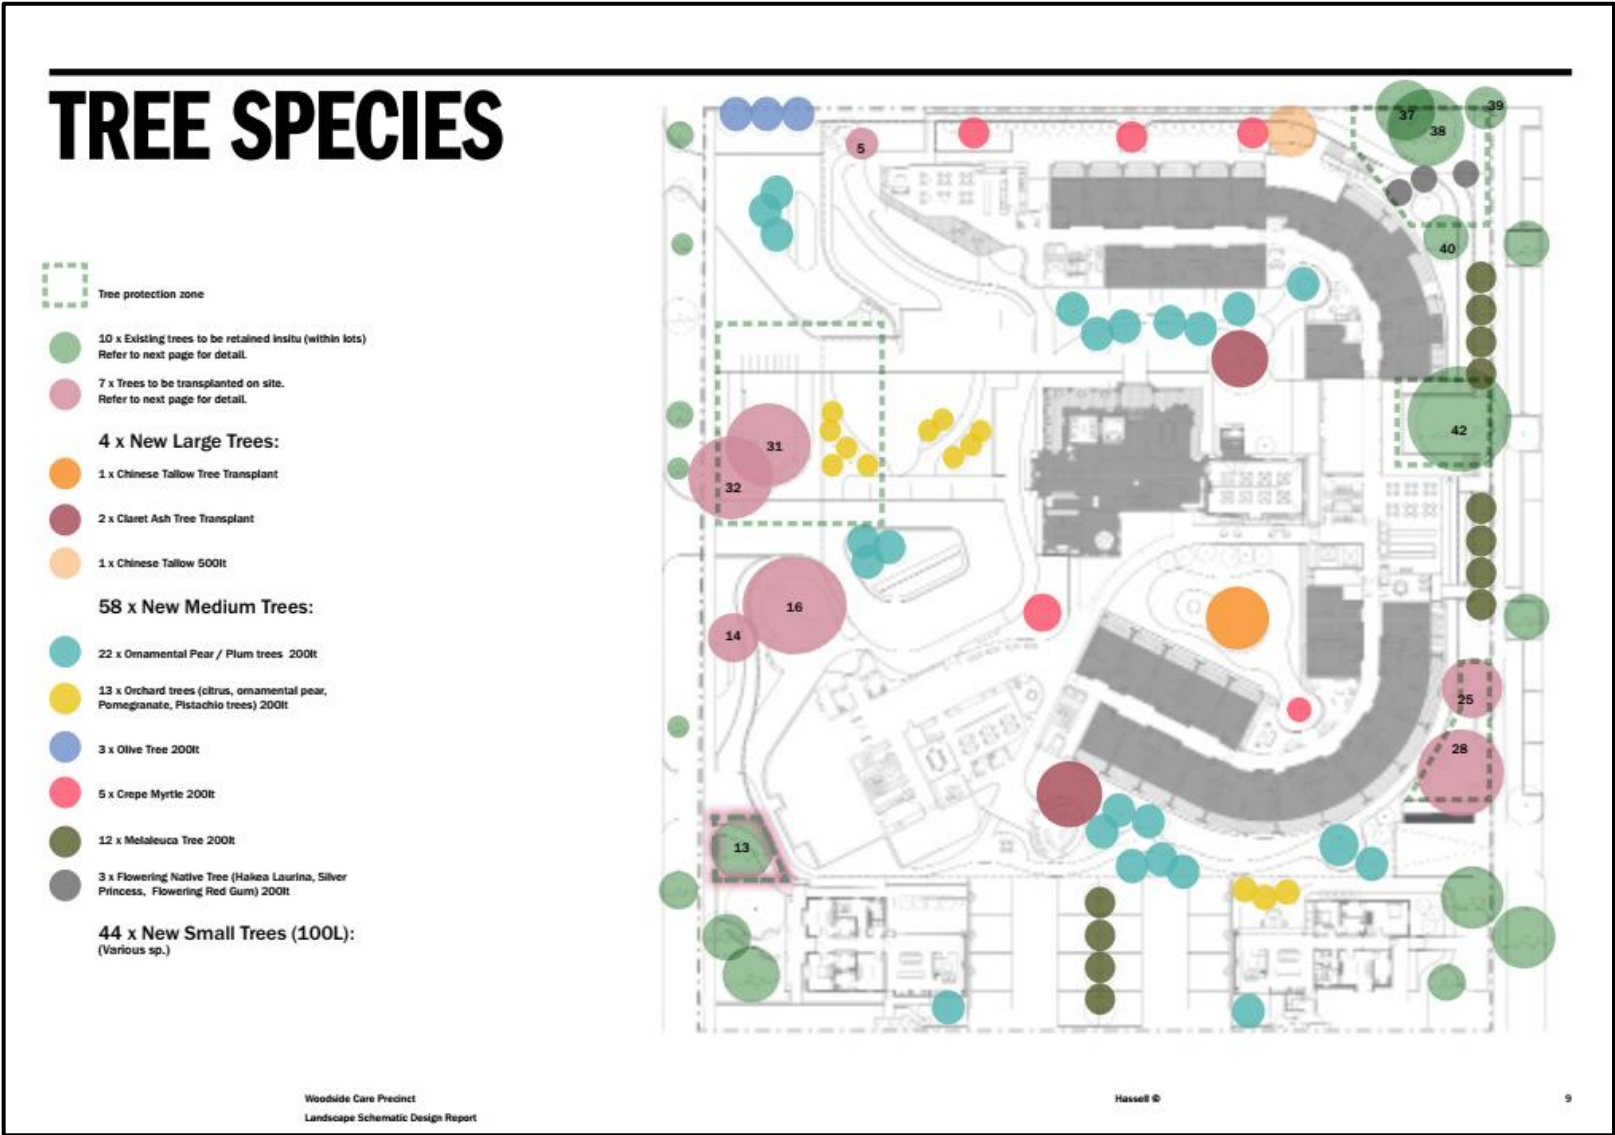 TREE SPECIES
Tree protection zone
10 x Existing trees to be retained insitu (within lots)
Refer to next page for detail.
7 x Trees to be transplanted on site.
Refer to next page for detail.
4 x New Large Trees:
1 x Chinese Tallow Tree Transplant
2 x Claret Ash Tree Transplant
1 x Chinese Tallow 500lt
58 x New Medium Trees:
22 x Ornamental Pear / Plum trees 200lt
13 x Orchard trees (citrus, ornamental pear,
Pomegranate, Pistachio trees) 200lt
3 x Olive Tree 200lt
5 x Crepe Myrtle 200lt
12 x Melaleuca Tree 200lt
3 x Flowering Native Tree (Hakea Laurina, Silver
Princess, Flowering Red Gum) 200lt
44 x New Small Trees (100L):
(Various sp.)
37
39
38
5
40
31
42
32
16
14
25
28
13
Woodside Care Precinct
Landscape Schematic Design Report
Hassell ©
9